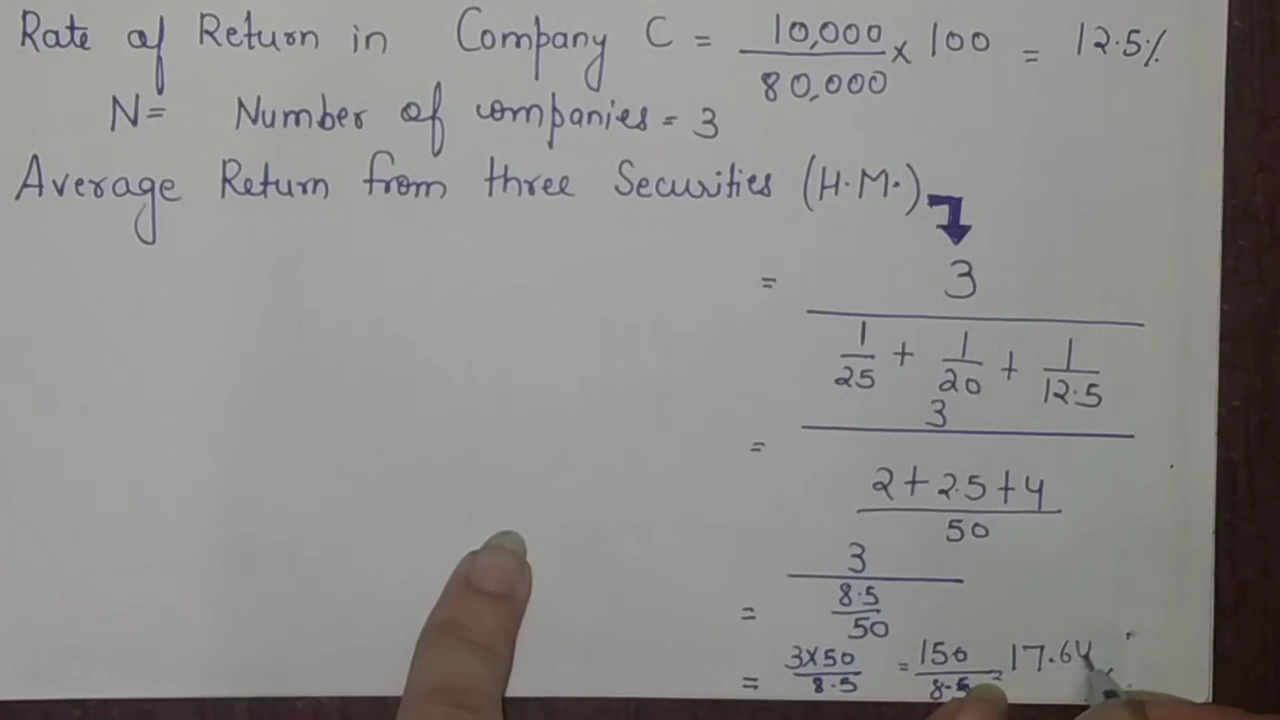 Rate of Return in Company C = 10,000/80,000 x 100 = 12.5%
N= Number of companies = 3
Average Return from three Securities (H.M.)
= 3
1/25 + 1/20 + 1/12.5
= 3
2+2.5+4
50
= 3
8.5
50
= 3x50/8.5 = 150/8.5 = 17.64